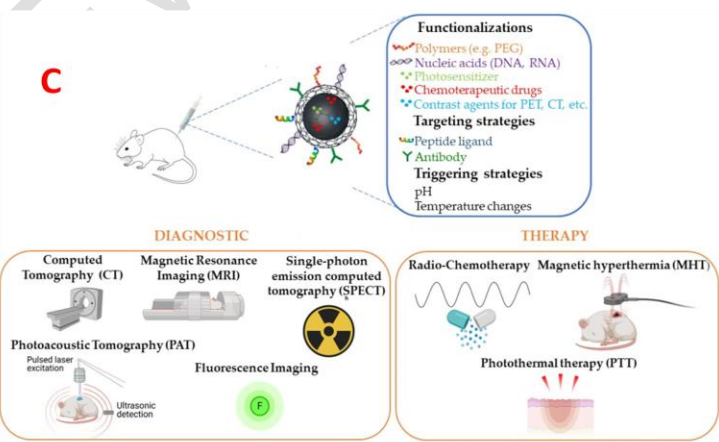 C
Functionalizations
Polymers (e.g. PEG)
Nucleic acids (DNA, RNA)
Photosensitizer
Chemoterapeutic drugs
Contrast agents for PET, CT, etc.
Targeting strategies
Peptide ligand
Antibody
Triggering strategies
pH
Temperature changes
DIAGNOSTIC
Computed
Tomography (CT)
Magnetic Resonance
Imaging (MRI)
Single-photon
emission computed
tomography (SPECT)
Photoacoustic Tomography (PAT)
Pulsed laser
excitation
Ultrasonic
detection
Fluorescence Imaging
F
THERAPY
Radio-Chemotherapy
Magnetic hyperthermia (MHT)
Photothermal therapy (PTT)